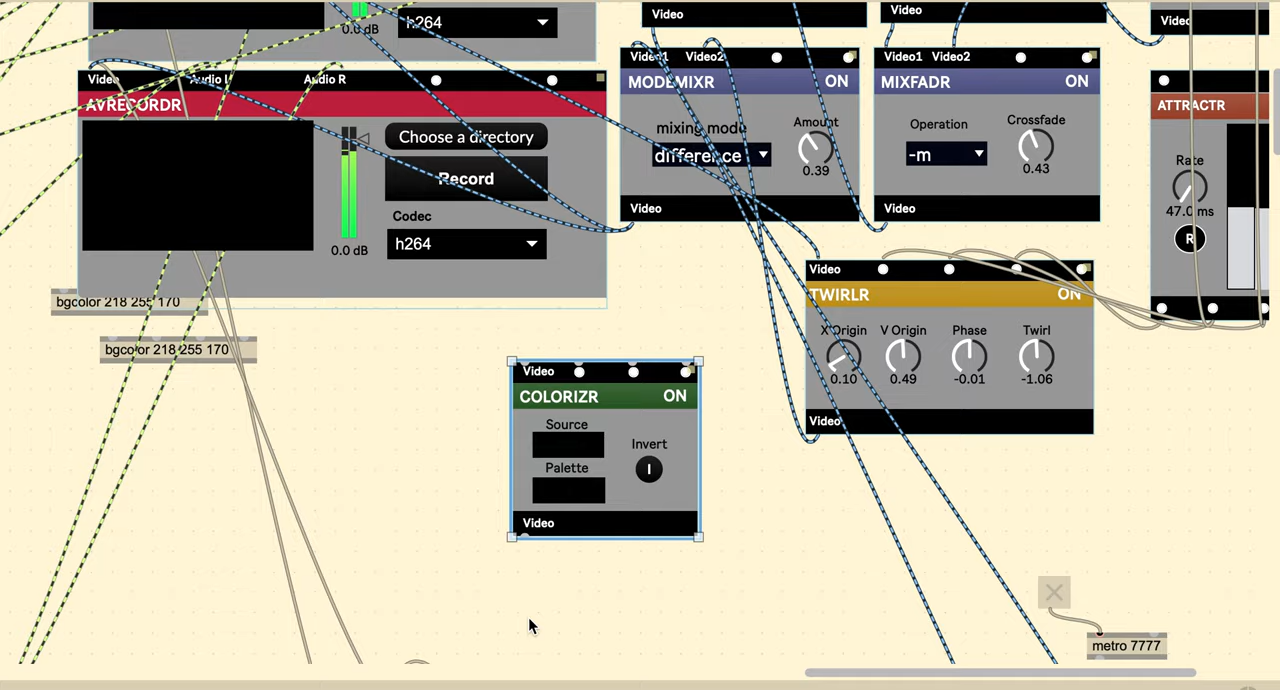 0.0 dB
h264
Video
Video
Video
Video Audio L Audio R
AVRECORDR
Choose a directory
Record
Codec
h264
0.0 dB
bgcolor 218 255 170
bgcolor 218 255 170
Video1 Video2
MODEMIXR ON
mixing mode
difference
Amount
0.39
Video
Video1 Video2
MIXFADR ON
Operation
-m
Crossfade
0.43
Video
ATTRACTR
Rate
47.0 ms
R
Video
TWIRLR ON
X Origin V Origin Phase Twirl
0.10 0.49 -0.01 -1.06
Video
Video
COLORIZR ON
Source
Palette
Invert
I
Video
metro 7777